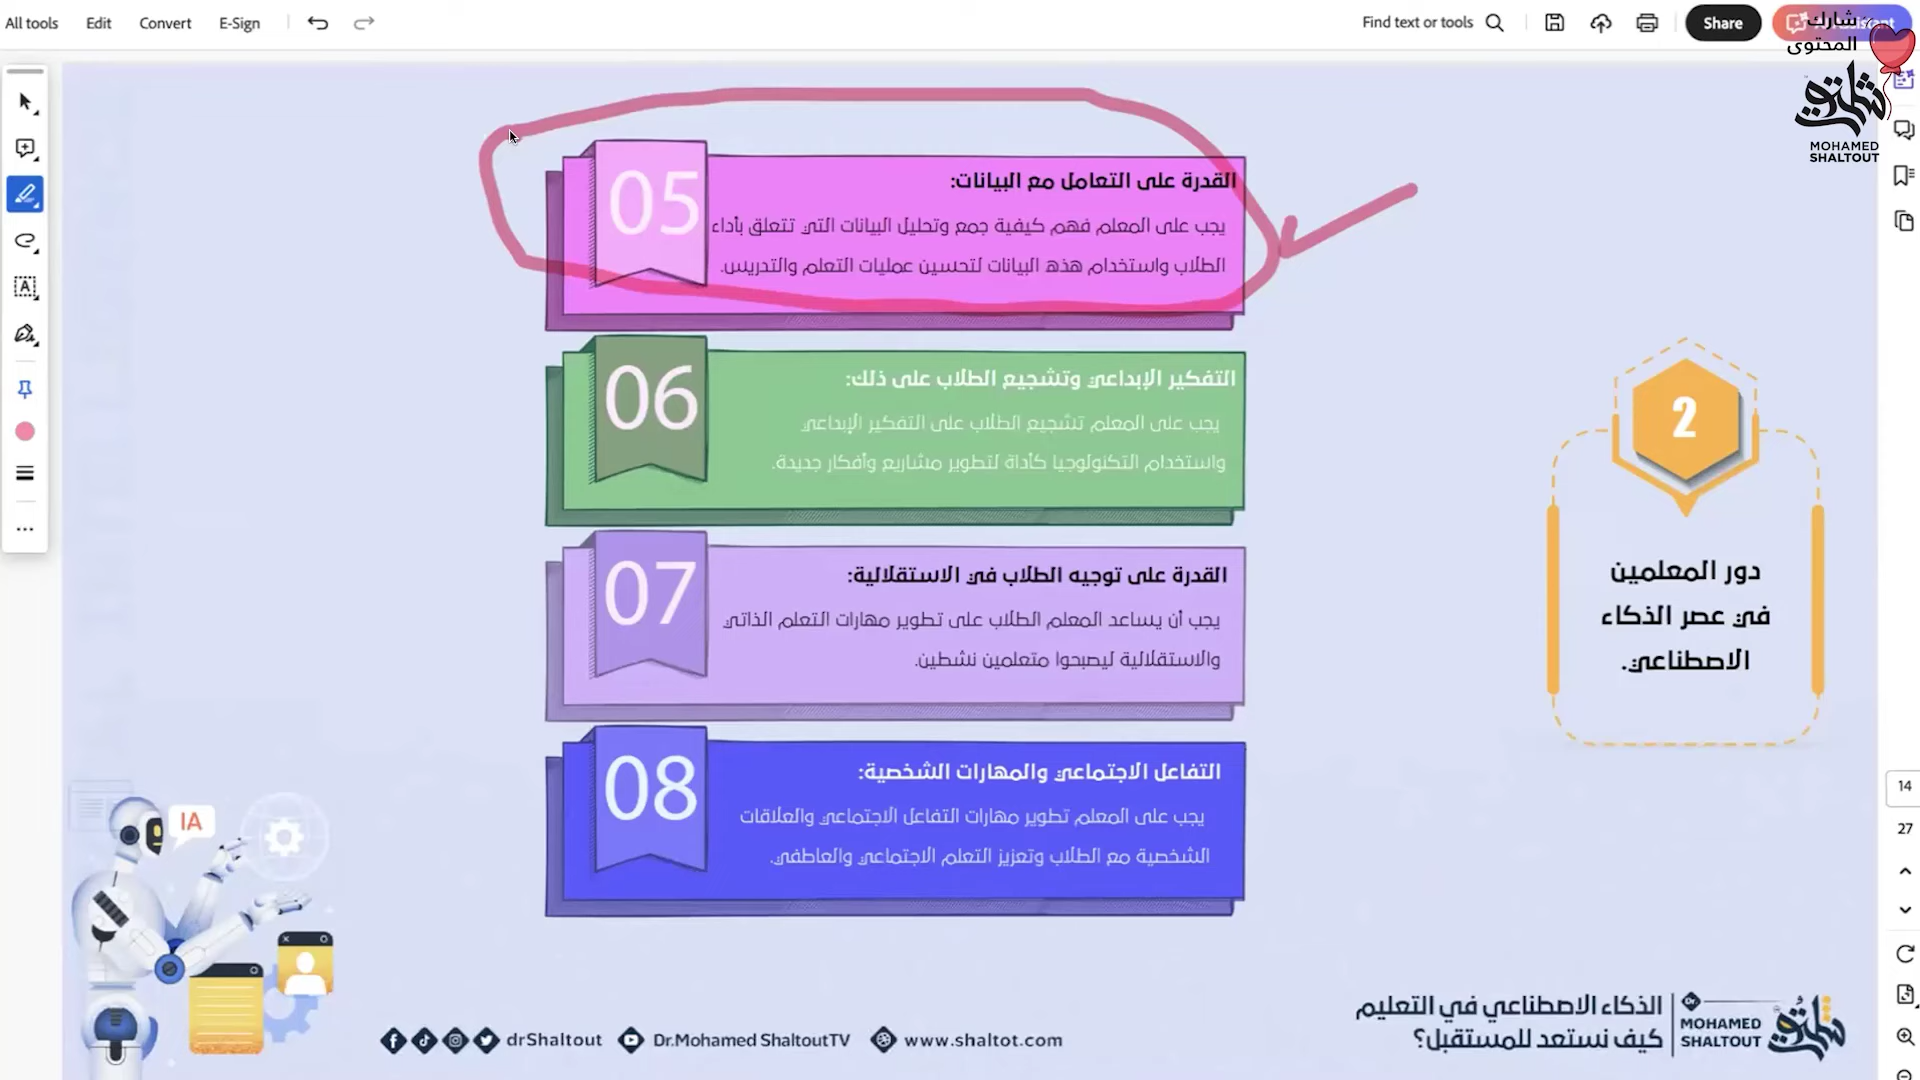 All tools
Edit
Convert
E-Sign
Find text or tools
Share
شارك
المحتوى
شلتوت
MOHAMED
SHALTOUT
05
القدرة على التعامل مع البيانات:
يجب على المعلم فهم كيفية جمع وتحليل البيانات التي تتعلق بأداء
الطلاب واستخدام هذه البيانات لتحسين عمليات التعلم والتدريس.
06
التفكير الإبداعي وتشجيع الطلاب على ذلك:
يجب على المعلم تشجيع الطلاب على التفكير الإبداعي
واستخدام التكنولوجيا كأداة لتطوير مشاريع وأفكار جديدة.
07
القدرة على توجيه الطلاب في الاستقلالية:
يجب أن يساعد المعلم الطلاب على تطوير مهارات التعلم الذاتي
والاستقلالية ليصبحوا متعلمين نشطين.
08
التفاعل الاجتماعي والمهارات الشخصية:
يجب على المعلم تطوير مهارات التفاعل الاجتماعي والعلاقات
الشخصية مع الطلاب وتعزيز التعلم الاجتماعي والعاطفي.
2
دور المعلمين
في عصر الذكاء
الاصطناعي.
14
27
IA
drShaltout
Dr.Mohamed ShaltoutTV
www.shaltot.com
الذكاء الاصطناعي في التعليم
كيف نستعد للمستقبل؟
Dr
MOHAMED
SHALTOUT
شلتوت